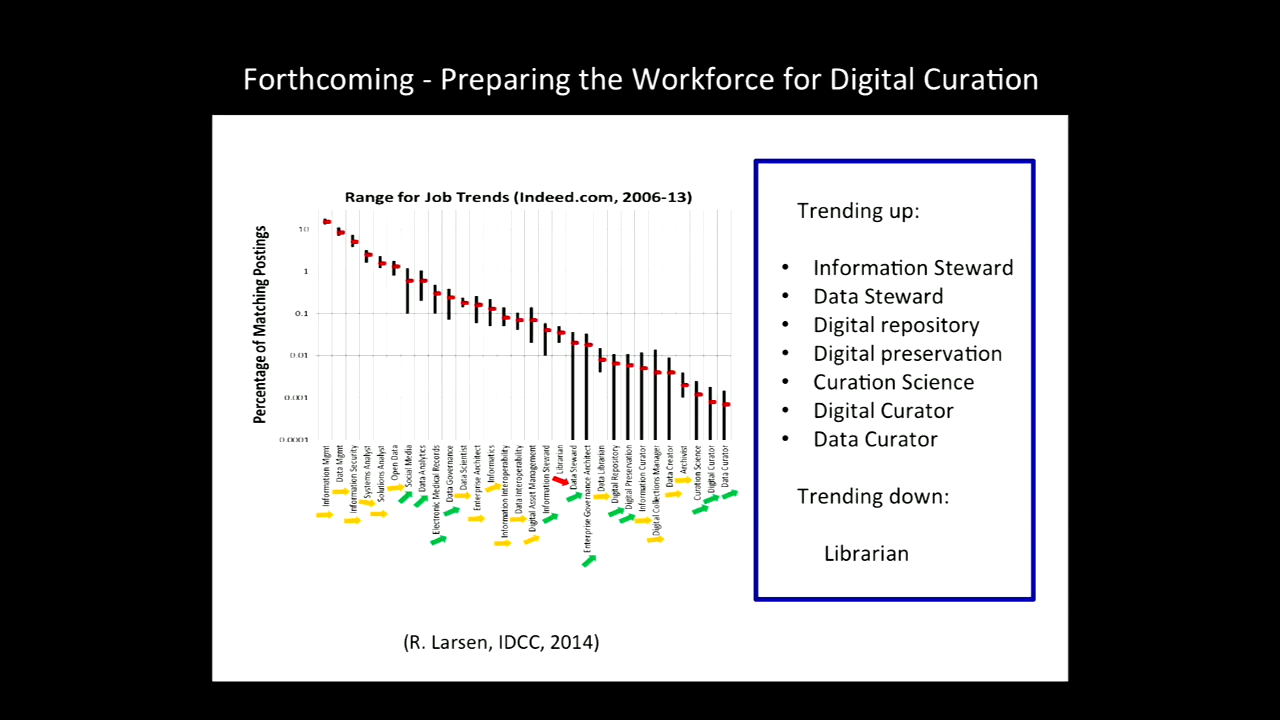 Forthcoming - Preparing the Workforce for Digital Curation
Range for Job Trends (Indeed.com, 2006-13)
Percentage of Matching Postings
10
1
0.1
0.01
0.001
0.0001
Information Mgmt
Data Mgmt
Information Security
Systems Analyst
Solutions Analyst
Open Data
Social Media
Data Analytics
Electronic Medical Records
Data Governance
Data Scientist
Enterprise Architect
Informatics
Information Interoperability
Data Interoperability
Digital Asset Management
Information Steward
Librarian
Data Steward
Enterprise Governance Architect
Data Librarian
Digital Repository
Digital Preservation
Information Curator
Digital Collections Manager
Data Creator
Archivist
Curation Science
Digital Curator
Data Curator
Trending up:
• Information Steward
• Data Steward
• Digital repository
• Digital preservation
• Curation Science
• Digital Curator
• Data Curator
Trending down:
Librarian
(R. Larsen, IDCC, 2014)